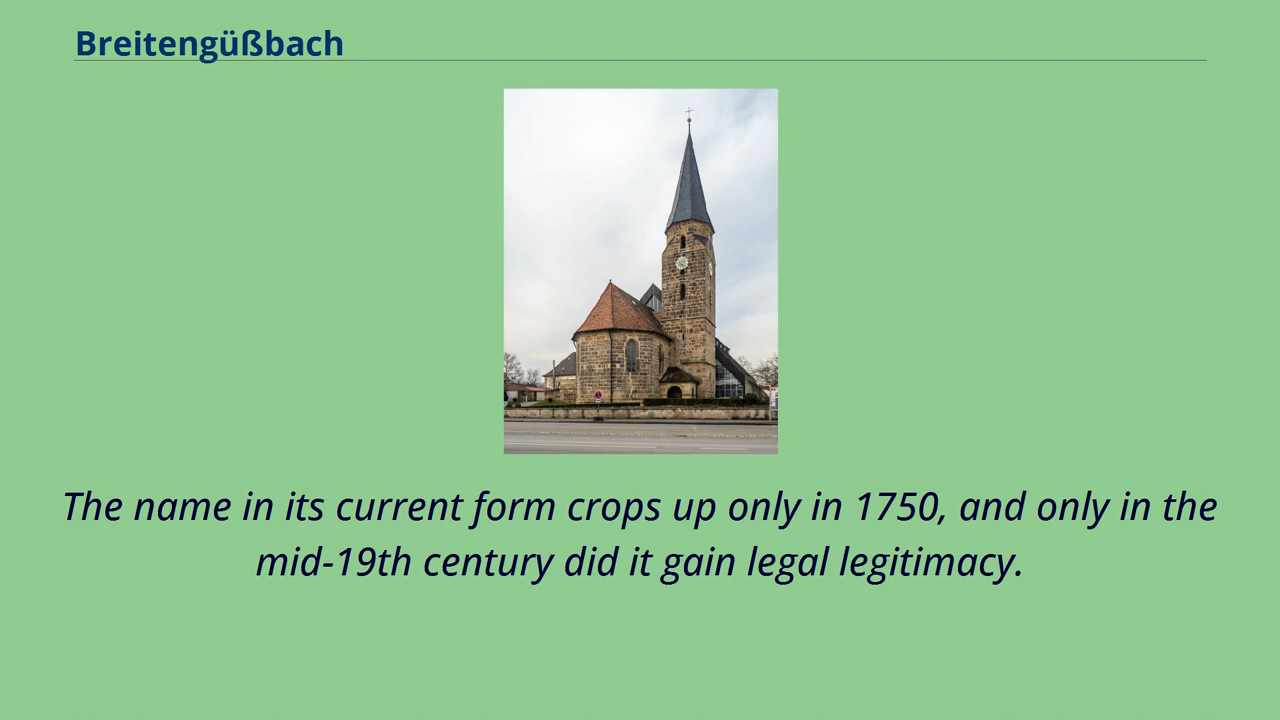 Breitengüßbach
The name in its current form crops up only in 1750, and only in the
mid-19th century did it gain legal legitimacy.